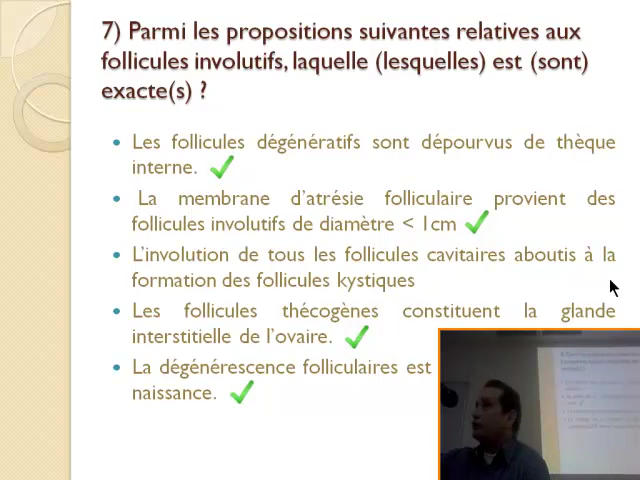 7) Parmi les propositions suivantes relatives aux
follicules involutifs, laquelle (lesquelles) est (sont)
exacte(s) ?
Les follicules dégénératifs sont dépourvus de thèque
interne.
La membrane d'atrésie folliculaire provient des
follicules involutifs de diamètre < 1cm
L'involution de tous les follicules cavitaires aboutis à la
formation des follicules kystiques
Les follicules thécogènes constituent la glande
interstitielle de l'ovaire.
La dégénérescence folliculaires est
naissance.